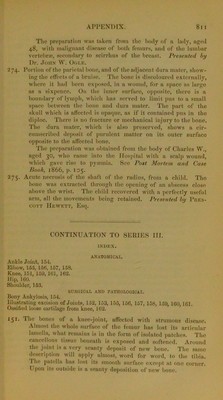 APPENDIX. 811
The preparation was taken from the body of a lady, aged
48, with malignant disease of both femurs, and of the lumbar
vertebræ, secondary to scirrhus of the breast. Presented by
Dr. John W. Ogle.
274. Portion of the parietal bone, and of the adjacent dura mater, show-
ing the effects of a bruise. The bone is discoloured externally,
where it had been exposed, in a wound, for a space as large
as a sixpence. On the inner surface, opposite, there is a
boundary of lymph, which has served to limit pus to a small
space between the bone and dura mater. The part of the
skull which is affected is opaque, as if it contained pus in the
diploe. There is no fracture or mechanical injury to the bone.
The dura mater, which is also preserved, shows a cir-
cumscribed deposit of purulent matter on its outer surface
opposite to the affected bone.
The preparation was obtained from the body of Charles W.,
aged 30, who came into the Hospital with a scalp wound,
which gave rise to pyæmia. See Post Mortem and Case
Book, 1866, p. 125.
275. Acute necrosis of the shaft of the radius, from a child. The
bone was extracted through the opening of an abscess close
above the wrist. The child recovered with a perfectly useful
arm, all the movements being retained. Presented by Pres-
cott Hewett, Esq.
CONTINUATION TO SERIES III.
INDEX.
ANATOMICAL.
Ankle Joint, 154.
Elbow, 153, 156, 157, 159.
Knee, 151, 152, 161, 162.
Hip, 160.
Shoulder, 155.
SURGICAL AND PATHOLOGICAL.
Bony Ankylosis, 154.
Illustrating excision of Joints, 152, 153, 155, 156, 157, 158, 159, 160, 161.
Ossified loose cartilage from knee, 162.
151. The bones of a knee-joint, affected with strumous disease.
Almost the whole surface of the femur has lost its articular
lamella, what remains is in the form of isolated patches. The
cancellous tissue beneath is exposed and softened. Around
the joint is a very scanty deposit of new bone. The same
description will apply almost, word for word, to the tibia.
The patella has lost its smooth surface except at one corner.
Upon its outside is a scanty deposition of new bone.